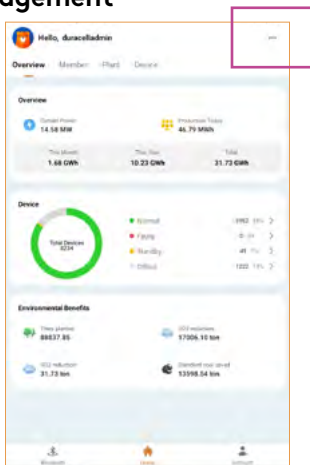 agement
Hello, duracelladmin
Overview Member Plant Device
Overview
Current Power
14.58 MW
Production Today
46.79 MWh
This Month
1.68 GWh
This Year
10.23 GWh
Total
31.73 GWh
Device
Total Devices
8234
Normal
Faulty
Standby
Offline
Environmental Benefits
Trees planted
88837.85
CO2 reduction
17006.10 ton
SO2 reduction
31.73 ton
Standard coal saved
13598.54 ton
Home
Account